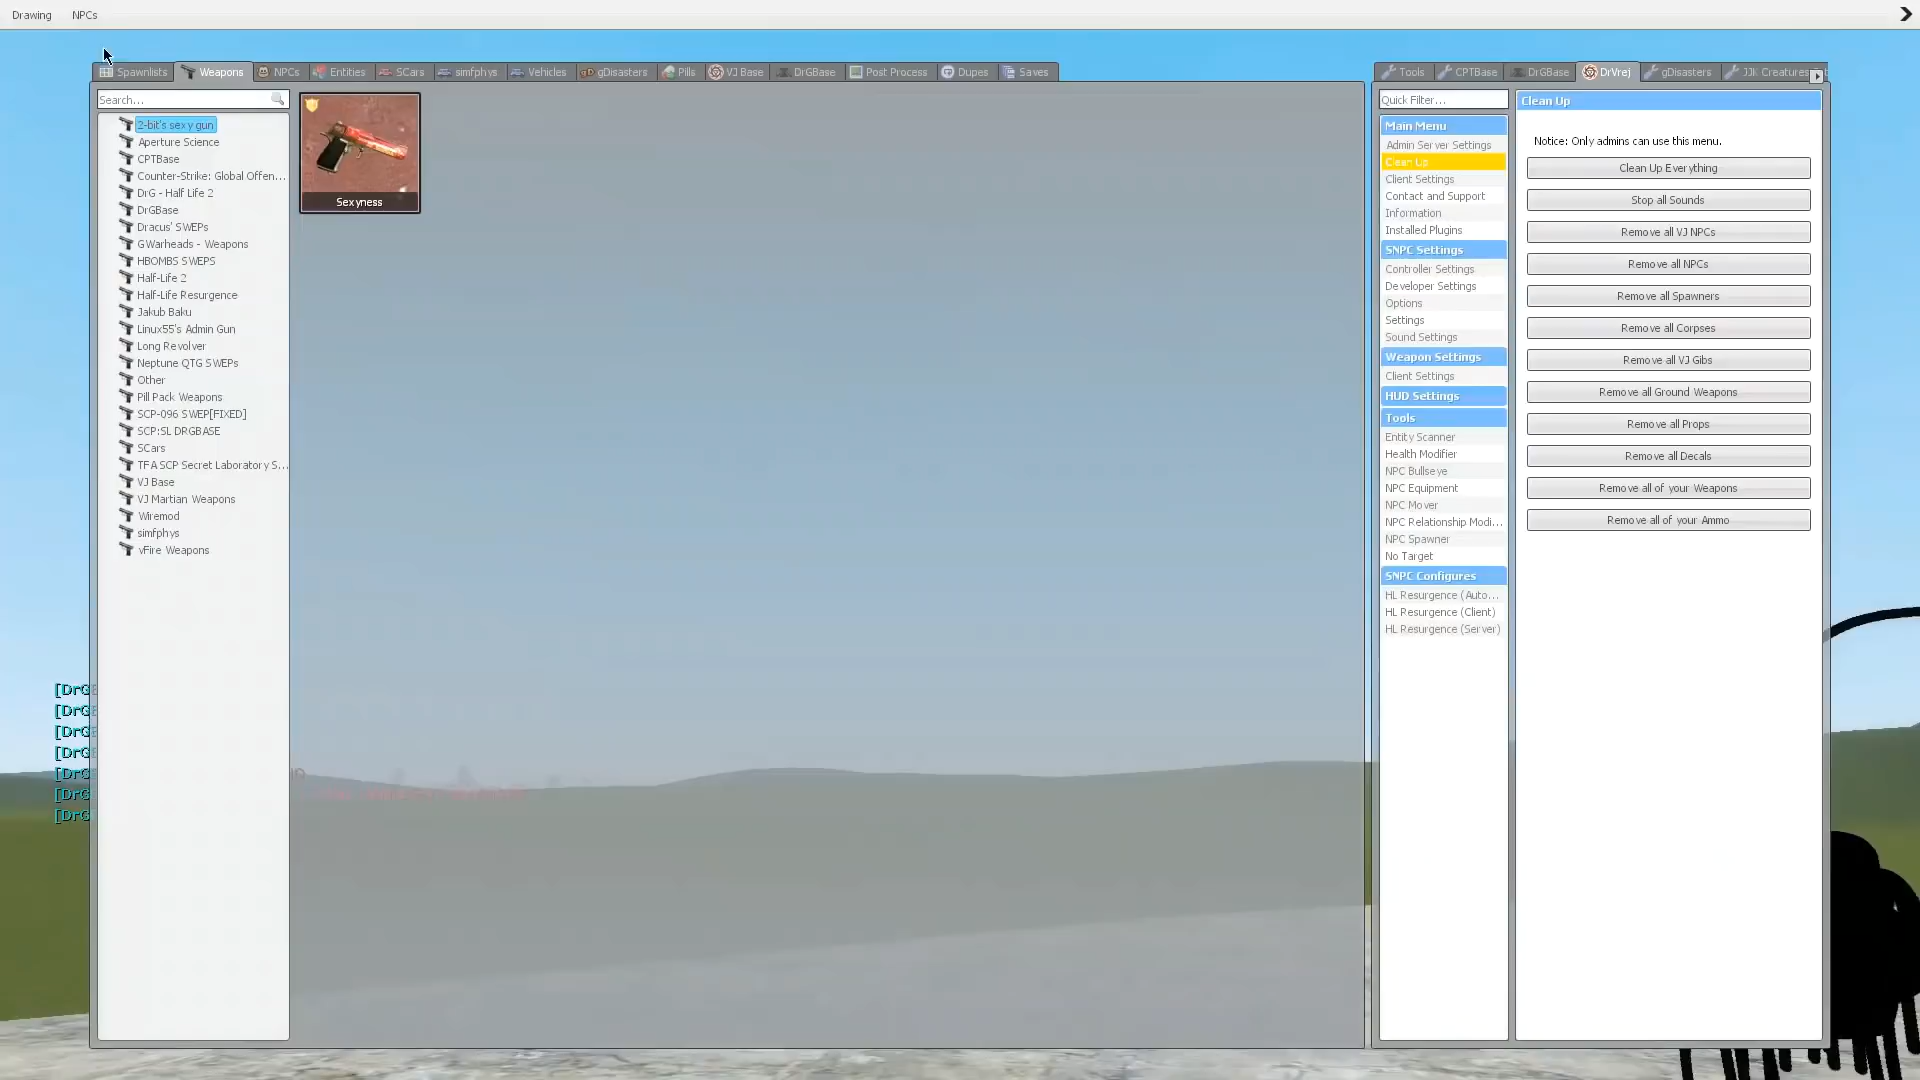 Drawing NPCs
Spawnlists Weapons NPCs Entities SCars simfphys Vehicles gDisasters Pills VJ Base DrGBase Post Process Dupes Saves
Search...
2-bit's sexy gun
Aperture Science
CPTBase
Counter-Strike: Global Offen...
DrG - Half Life 2
DrGBase
Dracus' SWEPs
GWarheads - Weapons
HBOMBS SWEPS
Half-Life 2
Half-Life Resurgence
Jakub Baku
Linux55's Admin Gun
Long Revolver
Neptune QTG SWEPs
Other
Pill Pack Weapons
SCP-096 SWEP[FIXED]
SCP:SL DRGBASE
SCars
TFA SCP Secret Laboratory S...
VJ Base
VJ Martian Weapons
Wiremod
simfphys
vFire Weapons
Sexyness
[DrG
[DrG
[DrG
[DrG
[DrG
[DrG
[DrG
Tools CPTBase DrGBase DrVrej gDisasters JJk Creatures
Quick Filter...
Main Menu
Admin Server Settings
Clean Up
Client Settings
Contact and Support
Information
Installed Plugins
SNPC Settings
Controller Settings
Developer Settings
Options
Settings
Sound Settings
Weapon Settings
Client Settings
HUD Settings
Tools
Entity Scanner
Health Modifier
NPC Bullseye
NPC Equipment
NPC Mover
NPC Relationship Modi...
NPC Spawner
No Target
SNPC Configures
HL Resurgence (Auto...
HL Resurgence (Client)
HL Resurgence (Server)
Clean Up
Notice: Only admins can use this menu.
Clean Up Everything
Stop all Sounds
Remove all VJ NPCs
Remove all NPCs
Remove all Spawners
Remove all Corpses
Remove all VJ Gibs
Remove all Ground Weapons
Remove all Props
Remove all Decals
Remove all of your Weapons
Remove all of your Ammo